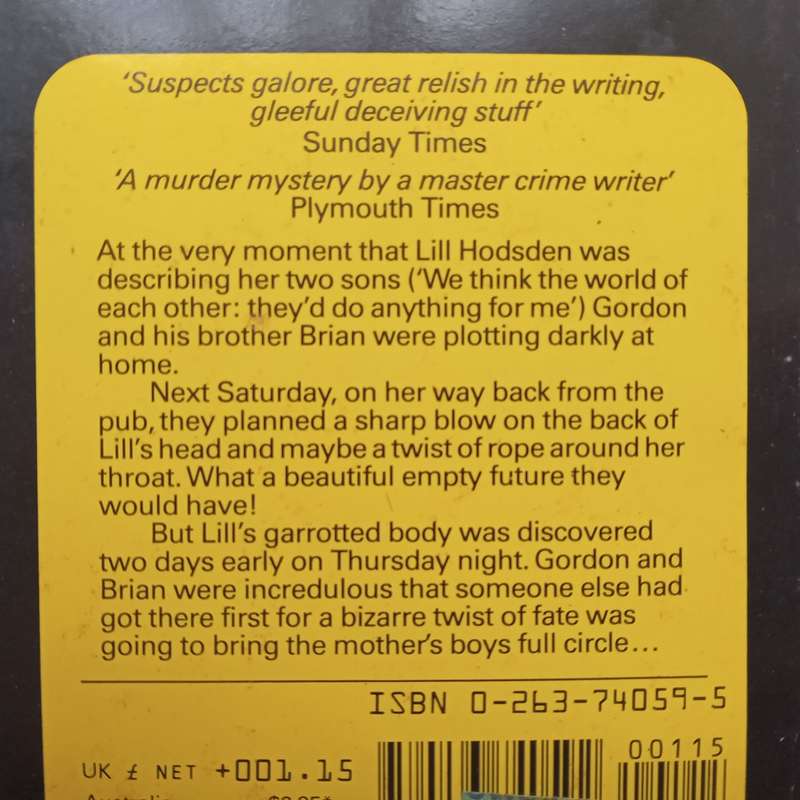 ‘Suspects galore, great relish in the writing,
gleeful deceiving stuff’
Sunday Times
‘A murder mystery by a master crime writer’
Plymouth Times
At the very moment that Lill Hodsden was
describing her two sons (‘We think the world of
each other: they’d do anything for me’) Gordon
and his brother Brian were plotting darkly at
home.
Next Saturday, on her way back from the
pub, they planned a sharp blow on the back of
Lill’s head and maybe a twist of rope around her
throat. What a beautiful empty future they
would have!
But Lill’s garrotted body was discovered
two days early on Thursday night. Gordon and
Brian were incredulous that someone else had
got there first for a bizarre twist of fate was
going to bring the mother’s boys full circle...
ISBN 0-263-74059-5
00115
UK £ NET +001.15
Australia